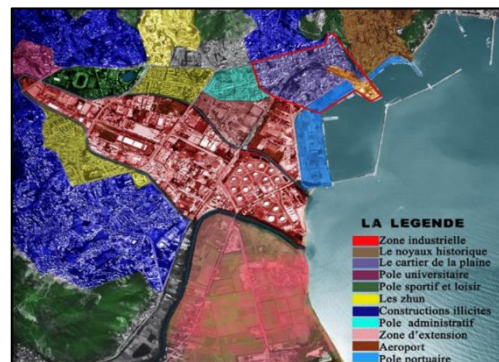 LA LEGENDE
Zone industrielle
Le noyaux historique
Le cartier de la plaine
Pole universitaire
Pole sportif et loisir
Les zhun
Constructions illicites
Pole administratif
Zone d'extension
Aeroport
Pole portuaire